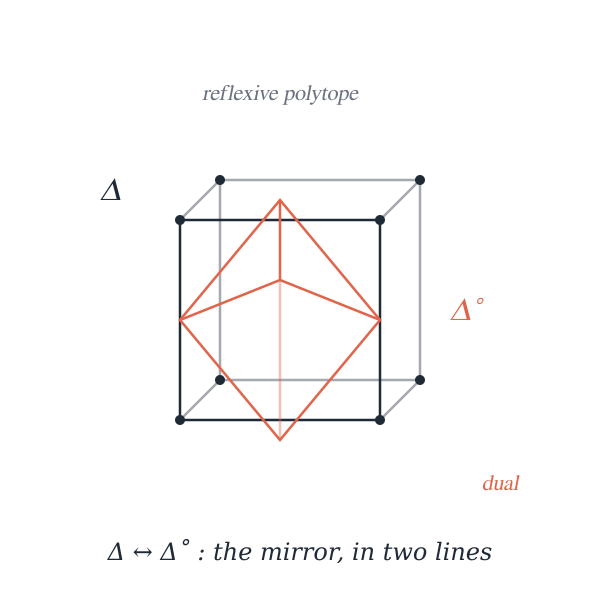 reflexive polytope
Δ
Δ°
dual
Δ ↔ Δ° : the mirror, in two lines